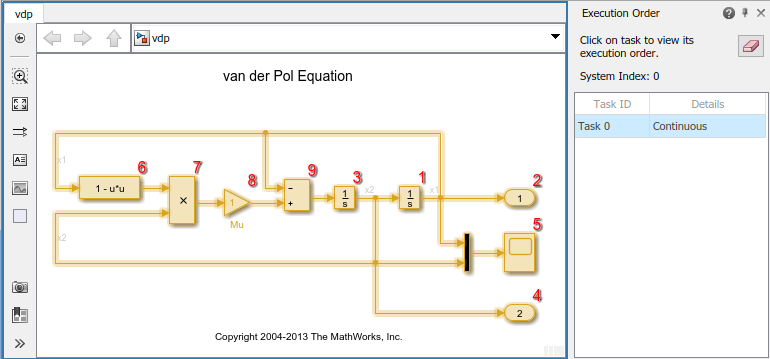 vdp
vdp
van der Pol Equation
x1
1 - u*u
6
×
7
1
8
Mu
−
+
9
1
s
3
x2
1
s
1
x1
1
2
5
x2
2
4
Copyright 2004-2013 The MathWorks, Inc.
Execution Order
Click on task to view its
execution order.
System Index: 0
Task ID Details
Task 0 Continuous